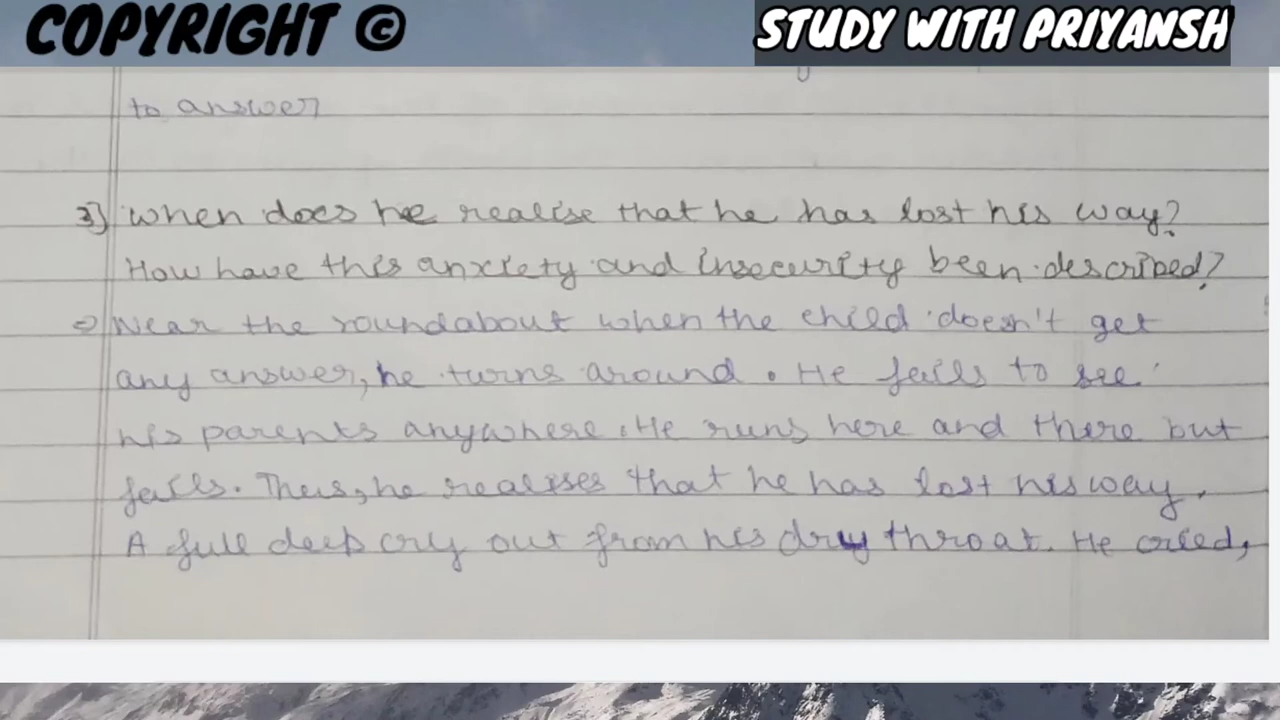 COPYRIGHT ©
STUDY WITH PRIYANSH
to answer
3] When does he realise that he has lost his way?
How have this anxiety and insecurity been described?
⇒ Near the roundabout when the child doesn't get
any answer, he turns around. He fails to see
his parents anywhere. He runs here and there but
fails. Thus, he realises that he has lost his way.
A full deep cry out from his dry throat. He cried,